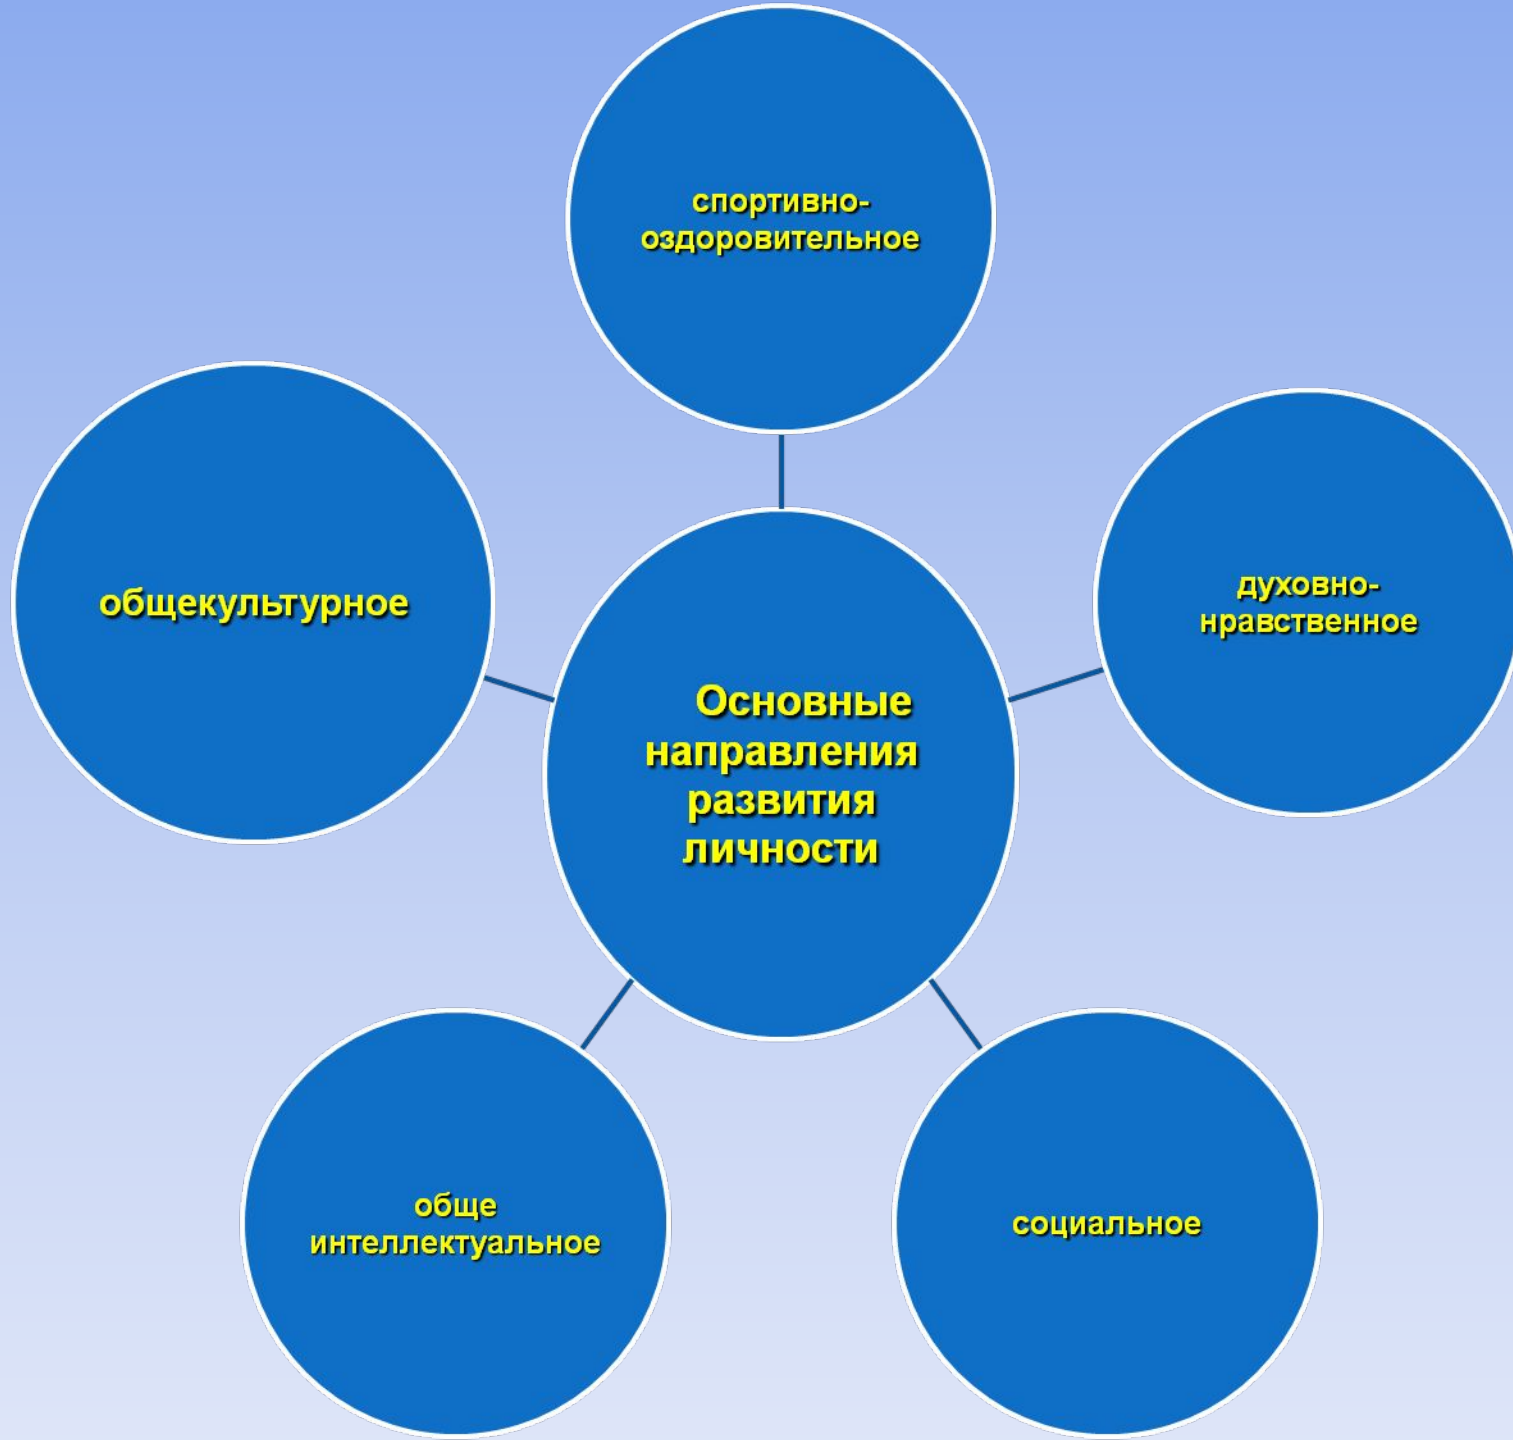 спортивно-
оздоровительное
общекультурное
духовно-
нравственное
Основные
направления
развития
личности
обще
интеллектуальное
социальное